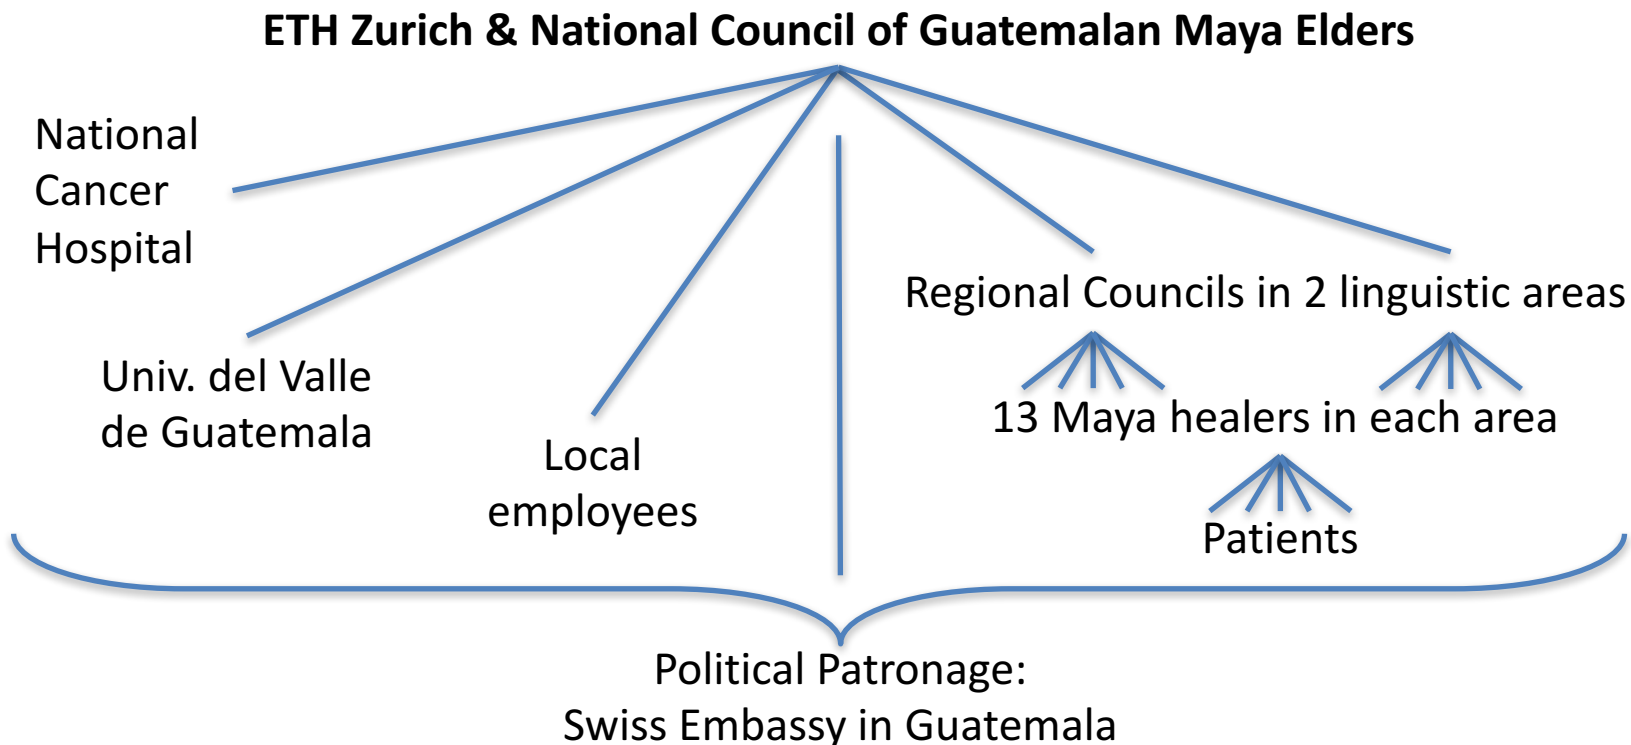 ETH Zurich & National Council of Guatemalan Maya Elders
National
Cancer
Hospital
Univ. del Valle
de Guatemala
Local
employees
Regional Councils in 2 linguistic areas
13 Maya healers in each area
Patients
Political Patronage:
Swiss Embassy in Guatemala